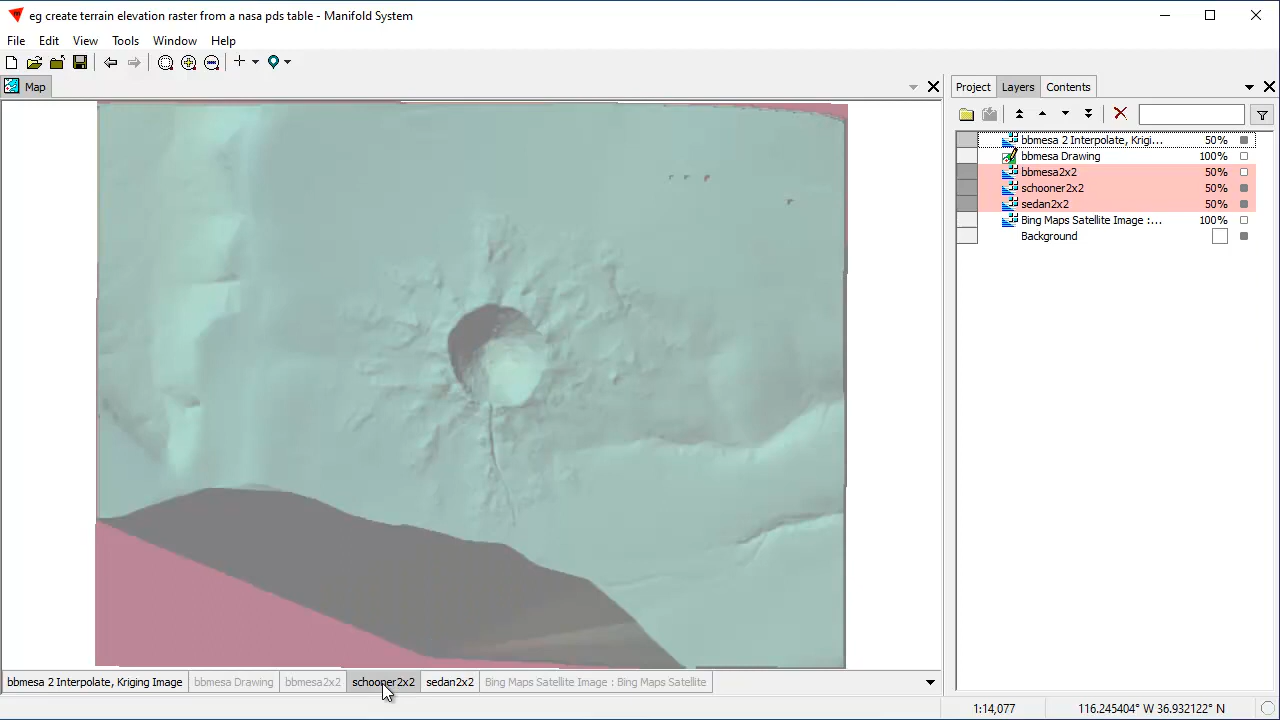 eg create terrain elevation raster from a nasa pds table - Manifold System
File Edit View Tools Window Help
Map
Project Layers Contents
bbmesa 2 Interpolate, Krigi... 50%
bbmesa Drawing 100%
bbmesa2x2 50%
schooner2x2 50%
sedan2x2 50%
Bing Maps Satellite Image :... 100%
Background
bbmesa 2 Interpolate, Kriging Image bbmesa Drawing bbmesa2x2 schooner2x2 sedan2x2 Bing Maps Satellite Image : Bing Maps Satellite
1:14,077 116.245404° W 36.932122° N